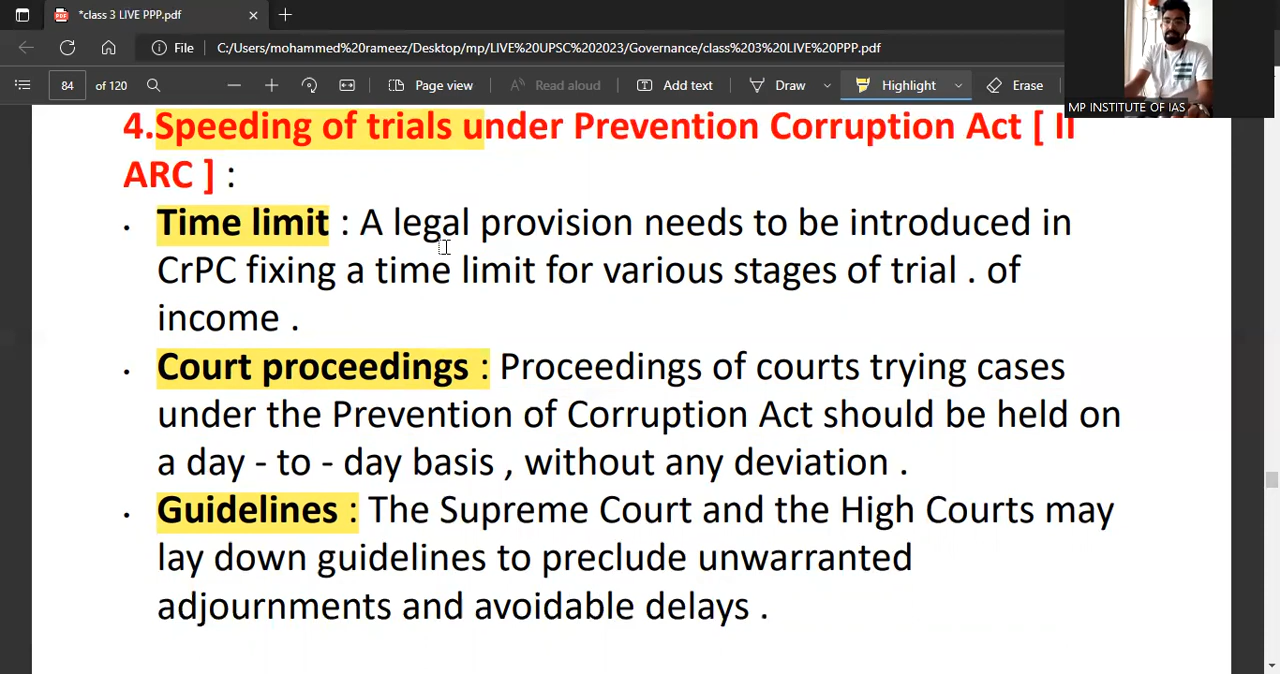 *class 3 LIVE PPP.pdf
File
C:/Users/mohammed%20rameez/Desktop/mp/LIVE%20UPSC%202023/Governance/class%203%20LIVE%20PPP.pdf
84 of 120
Page view
Read aloud
Add text
Draw
Highlight
Erase
MP INSTITUTE OF IAS
4.Speeding of trials under Prevention Corruption Act [ II
ARC ] :
• Time limit : A legal provision needs to be introduced in
CrPC fixing a time limit for various stages of trial . of
income .
• Court proceedings : Proceedings of courts trying cases
under the Prevention of Corruption Act should be held on
a day - to - day basis , without any deviation .
• Guidelines : The Supreme Court and the High Courts may
lay down guidelines to preclude unwarranted
adjournments and avoidable delays .